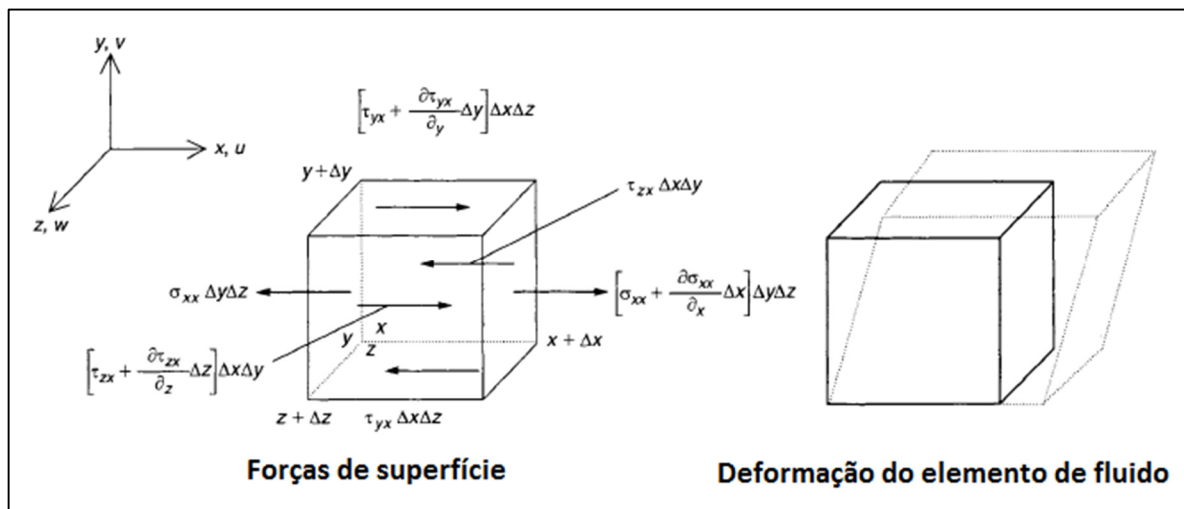 y, v
[τyx + ∂τyx/∂y Δy]ΔxΔz
x, u
y+Δy
τzx ΔxΔy
z, w
σxx ΔyΔz
[σxx + ∂σxx/∂x Δx]ΔyΔz
x
y
z
x + Δx
[τzx + ∂τzx/∂z Δz]ΔxΔy
z + Δz
τyx ΔxΔz
Forças de superfície
Deformação do elemento de fluido